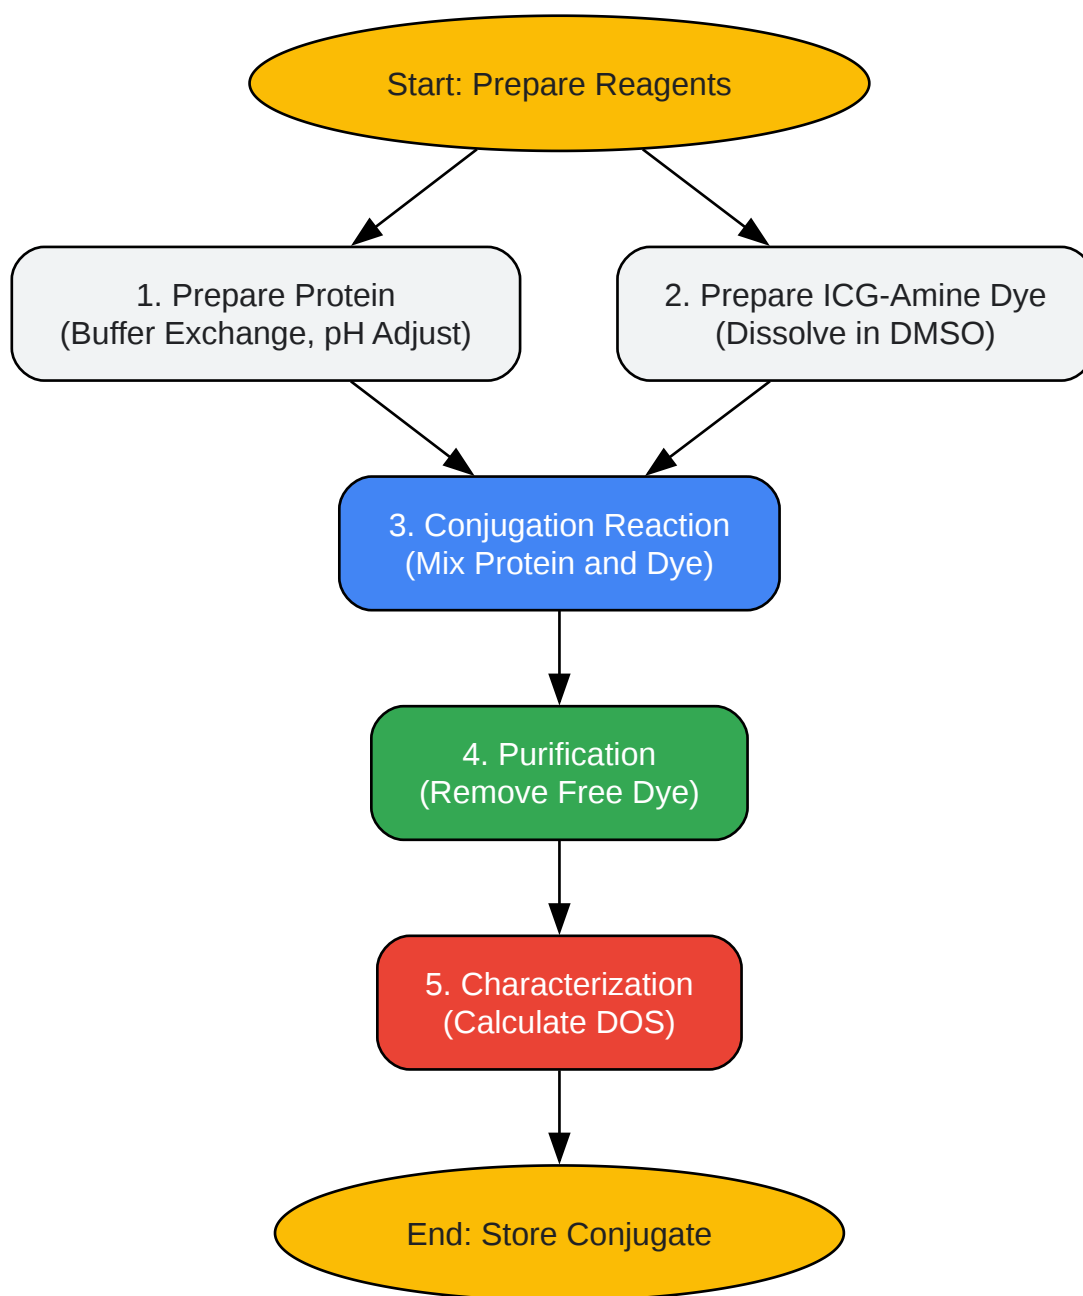 Start: Prepare Reagents
1. Prepare Protein
(Buffer Exchange, pH Adjust)
2. Prepare ICG-Amine Dye
(Dissolve in DMSO)
3. Conjugation Reaction
(Mix Protein and Dye)
4. Purification
(Remove Free Dye)
5. Characterization
(Calculate DOS)
End: Store Conjugate